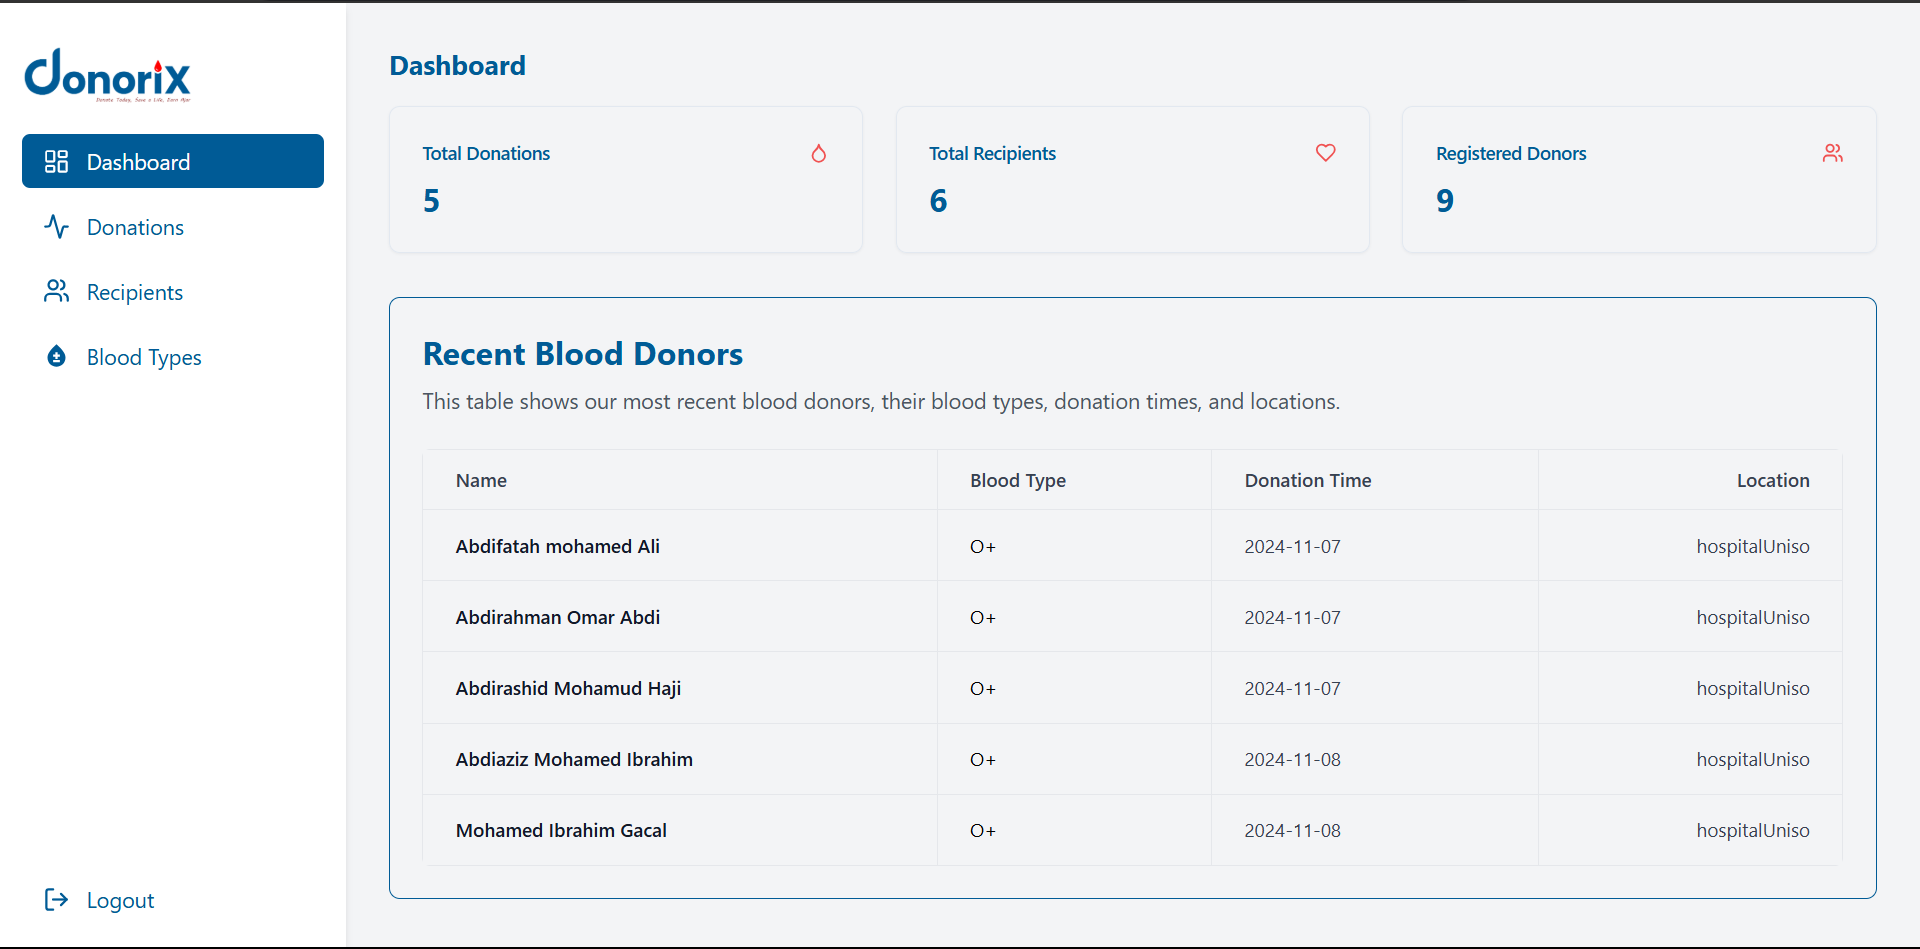 donorix
Donate Today, Save a Life, Earn Ajar
Dashboard
Donations
Recipients
Blood Types
Logout
Dashboard
Total Donations
5
Total Recipients
6
Registered Donors
9
Recent Blood Donors
This table shows our most recent blood donors, their blood types, donation times, and locations.
Name Blood Type Donation Time Location
Abdifatah mohamed Ali O+ 2024-11-07 hospitalUniso
Abdirahman Omar Abdi O+ 2024-11-07 hospitalUniso
Abdirashid Mohamud Haji O+ 2024-11-07 hospitalUniso
Abdiaziz Mohamed Ibrahim O+ 2024-11-08 hospitalUniso
Mohamed Ibrahim Gacal O+ 2024-11-08 hospitalUniso